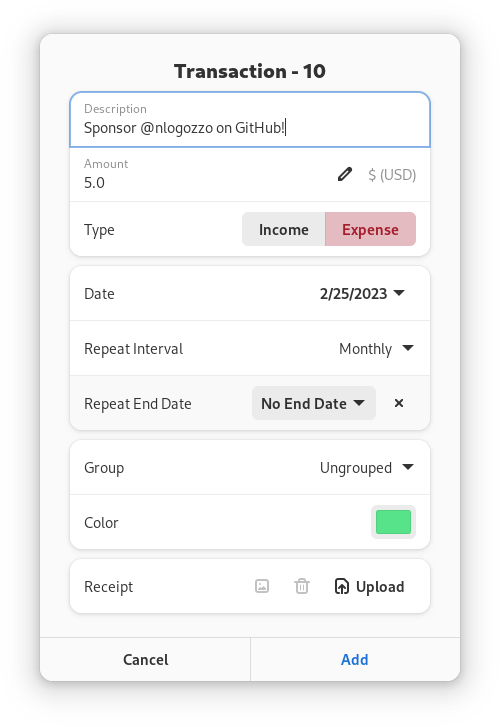 Transaction - 10
Description
Sponsor @nlogozzo on GitHub!
Amount
5.0
$ (USD)
Type
Income
Expense
Date
2/25/2023
Repeat Interval
Monthly
Repeat End Date
No End Date
Group
Ungrouped
Color
Receipt
Upload
Cancel
Add